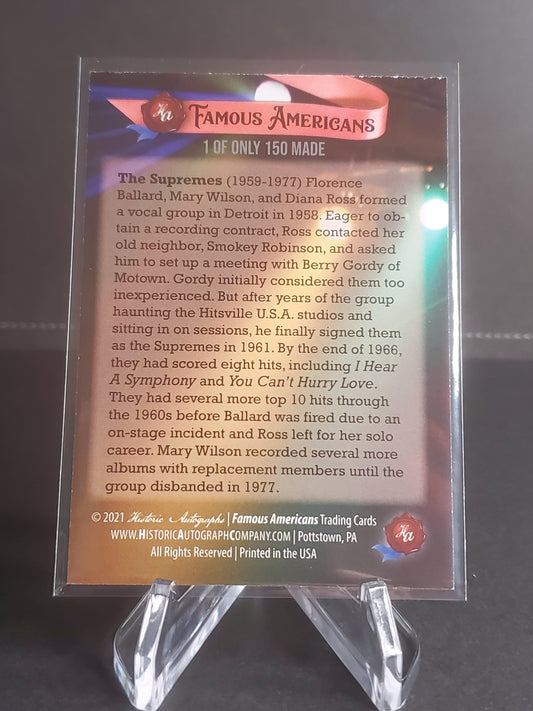 Ha Famous Americans
1 OF ONLY 150 MADE
The Supremes (1959-1977) Florence
Ballard, Mary Wilson, and Diana Ross formed
a vocal group in Detroit in 1958. Eager to ob-
tain a recording contract, Ross contacted her
old neighbor, Smokey Robinson, and asked
him to set up a meeting with Berry Gordy of
Motown. Gordy initially considered them too
inexperienced. But after years of the group
haunting the Hitsville U.S.A. studios and
sitting in on sessions, he finally signed them
as the Supremes in 1961. By the end of 1966,
they had scored eight hits, including I Hear
A Symphony and You Can't Hurry Love.
They had several more top 10 hits through
the 1960s before Ballard was fired due to an
on-stage incident and Ross left for her solo
career. Mary Wilson recorded several more
albums with replacement members until the
group disbanded in 1977.
© 2021 Historic Autographs | Famous Americans Trading Cards
www.HistoricAutographCompany.com | Pottstown, PA
All Rights Reserved | Printed in the USA
Ha